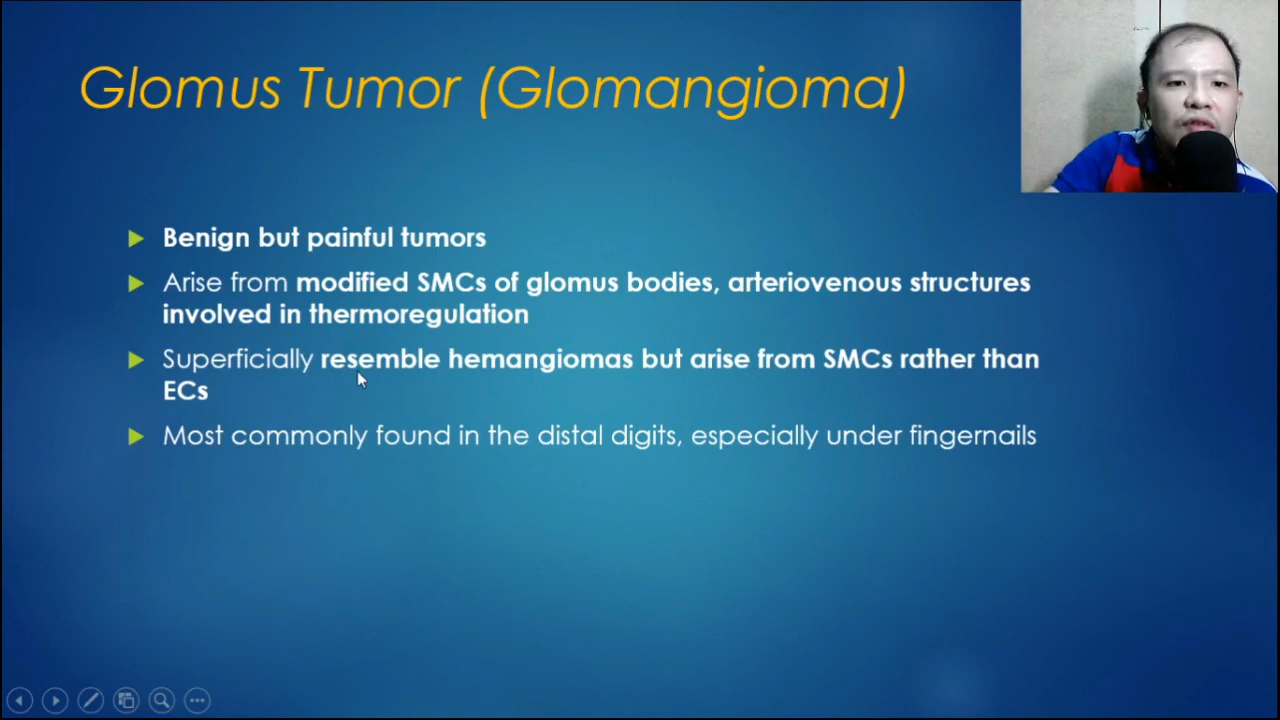 Glomus Tumor (Glomangioma)
Benign but painful tumors
Arise from modified SMCs of glomus bodies, arteriovenous structures
involved in thermoregulation
Superficially resemble hemangiomas but arise from SMCs rather than
ECs
Most commonly found in the distal digits, especially under fingernails